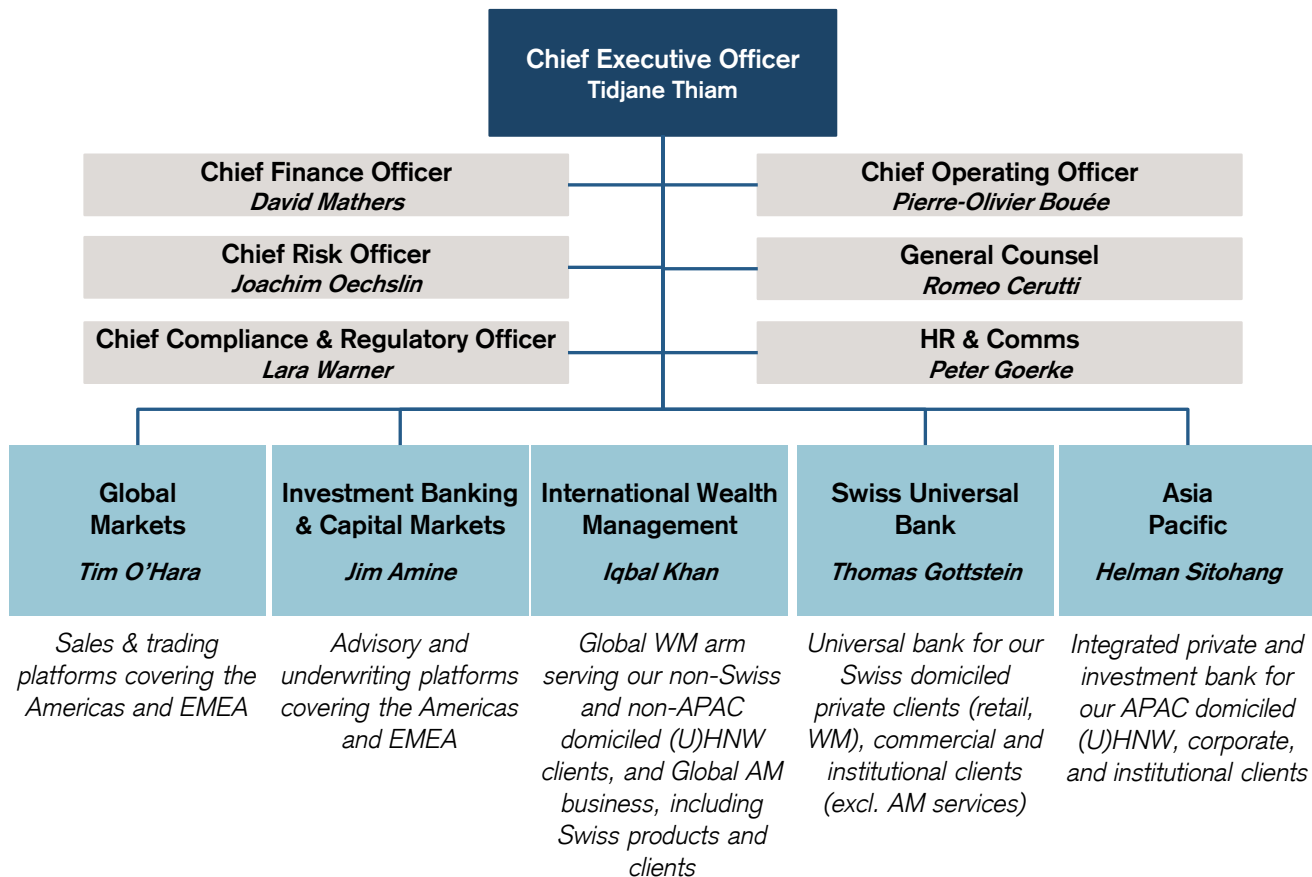 Chief Executive Officer
Tidjane Thiam
Chief Finance Officer
David Mathers
Chief Operating Officer
Pierre-Olivier Bouée
Chief Risk Officer
Joachim Oechslin
General Counsel
Romeo Cerutti
Chief Compliance & Regulatory Officer
Lara Warner
HR & Comms
Peter Goerke
Global
Markets
Tim O'Hara
Sales & trading
platforms covering the
Americas and EMEA
Investment Banking
& Capital Markets
Jim Amine
Advisory and
underwriting platforms
covering the Americas
and EMEA
International Wealth
Management
Iqbal Khan
Global WM arm
serving our non-Swiss
and non-APAC
domiciled (U)HNW
clients, and Global AM
business, including
Swiss products and
clients
Swiss Universal
Bank
Thomas Gottstein
Universal bank for our
Swiss domiciled
private clients (retail,
WM), commercial and
institutional clients
(excl. AM services)
Asia
Pacific
Helman Sitohang
Integrated private and
investment bank for
our APAC domiciled
(U)HNW, corporate,
and institutional clients